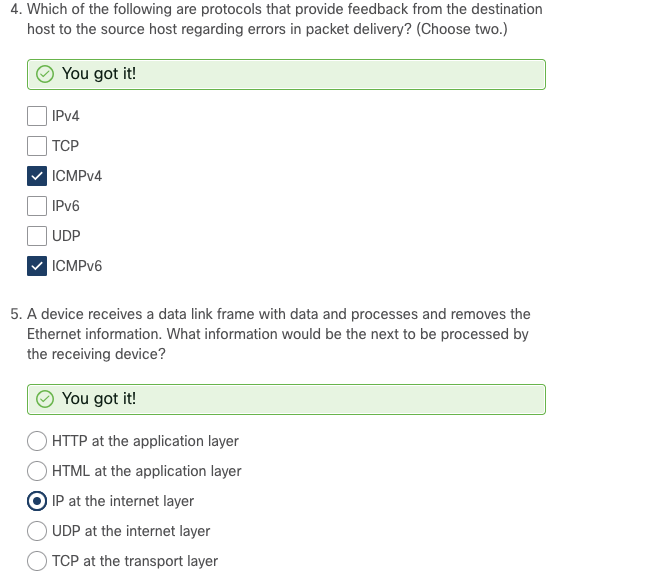 4. Which of the following are protocols that provide feedback from the destination
host to the source host regarding errors in packet delivery? (Choose two.)
You got it!
IPv4
TCP
ICMPv4
IPv6
UDP
ICMPv6
5. A device receives a data link frame with data and processes and removes the
Ethernet information. What information would be the next to be processed by
the receiving device?
You got it!
HTTP at the application layer
HTML at the application layer
IP at the internet layer
UDP at the internet layer
TCP at the transport layer